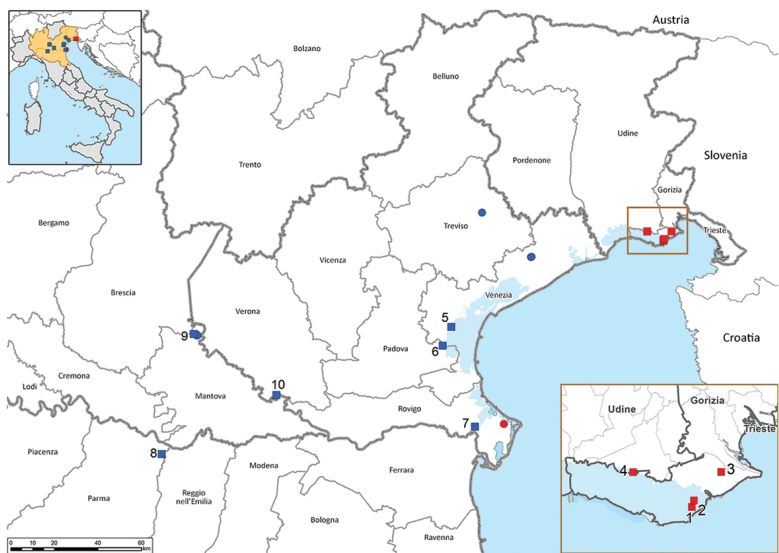 Austria
Bolzano
Belluno
Udine
Pordenone
Slovenia
Trento
Gorizia
Bergamo
Treviso
Trieste
Vicenza
Brescia
Venezia
Verona
5
9
Croatia
6
Padova
Cremona
10
Lodi
Mantova
Rovigo
Gorizia
Udine
7
Trieste
Piacenza
8
Modena
Ferrara
4
3
Parma
Reggio
nell'Emilia
2
1
Bologna
Ravenna
0 10 20 40 60
km